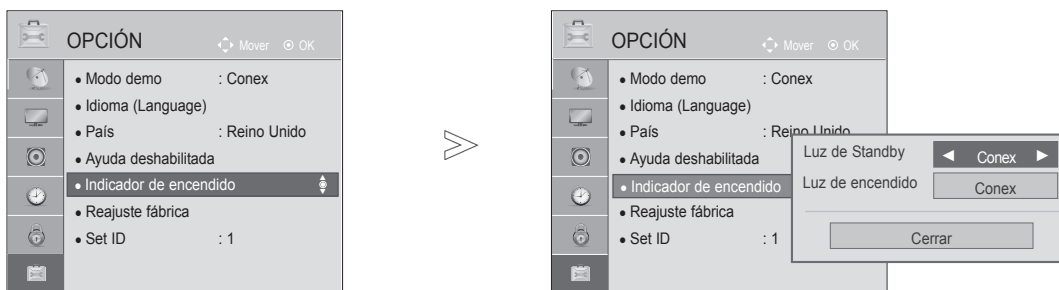 OPCIÓN Mover OK
• Modo demo : Conex
• Idioma (Language)
• País : Reino Unido
• Ayuda deshabilitada
• Indicador de encendido
• Reajuste fábrica
• Set ID : 1
OPCIÓN Mover OK
• Modo demo : Conex
• Idioma (Language)
• País : Reino Unido
• Ayuda deshabilitada
• Indicador de encendido
• Reajuste fábrica
• Set ID : 1
Luz de Standby ◄ Conex ►
Luz de encendido Conex
Cerrar